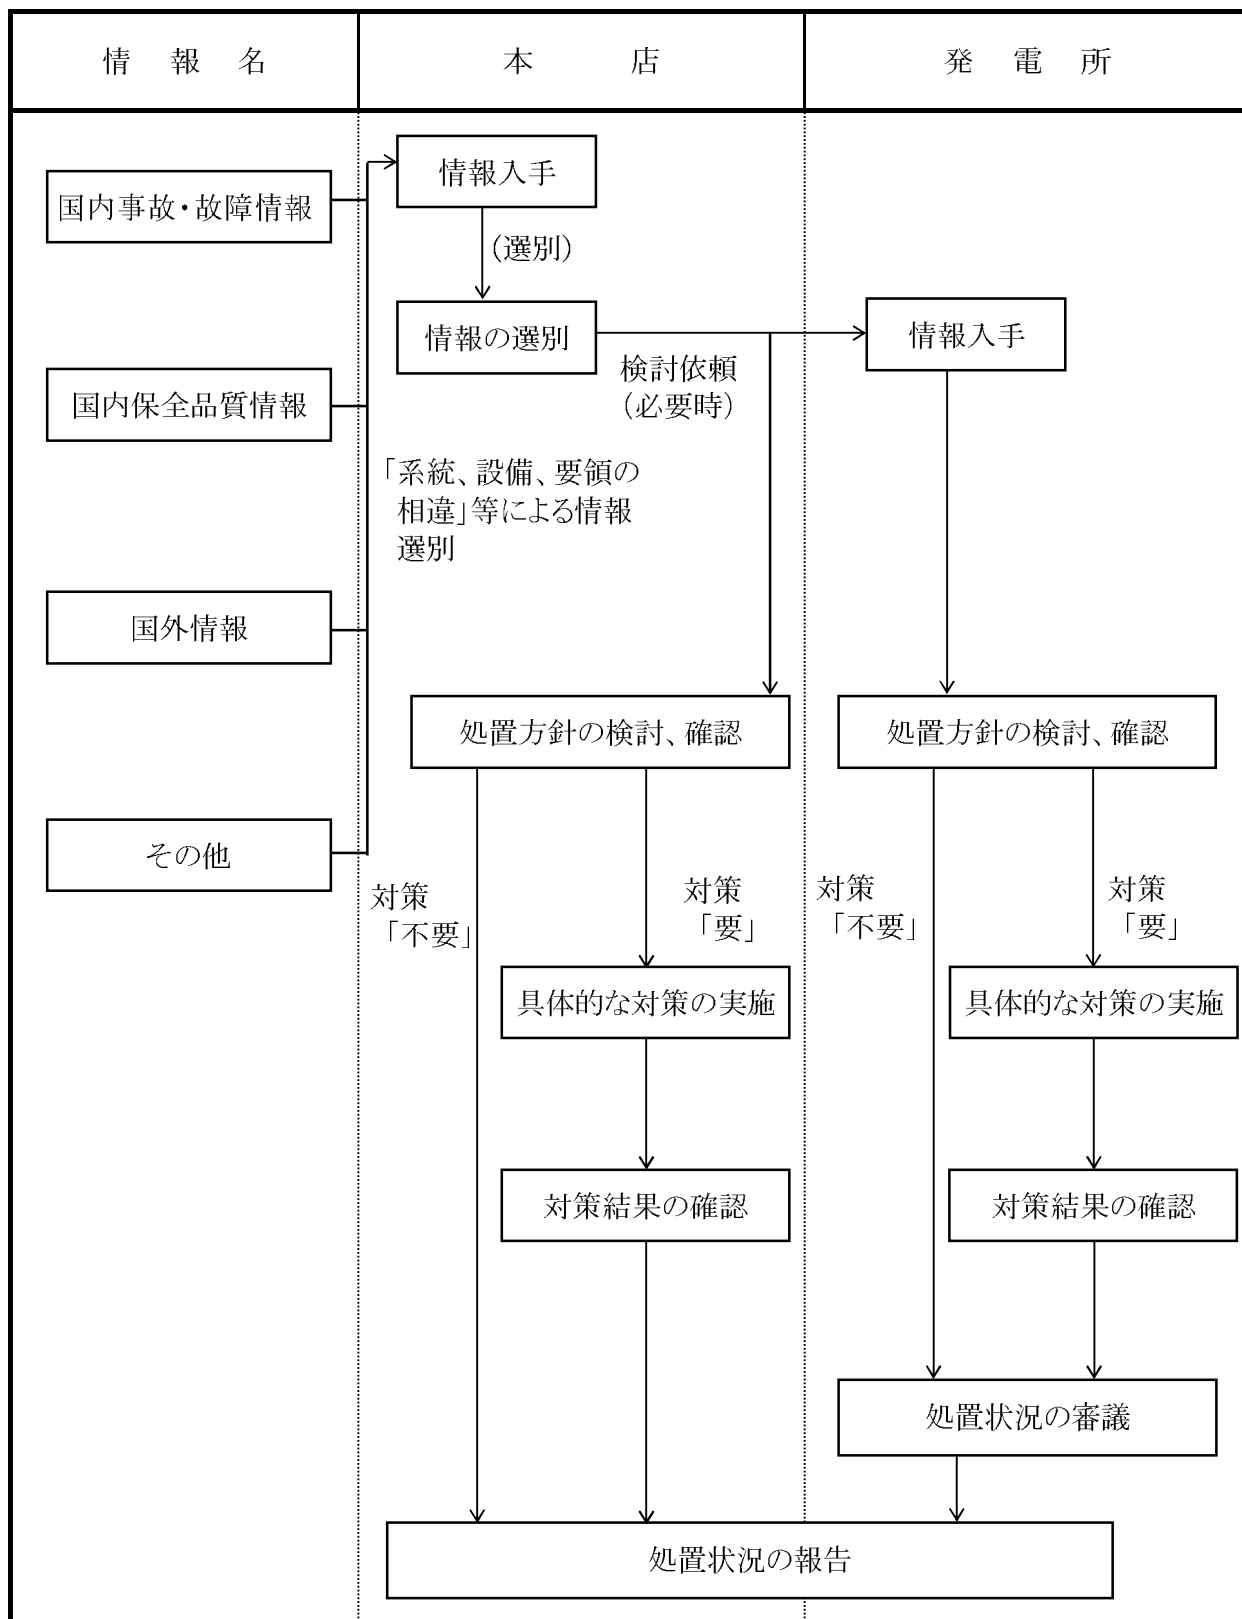 情報名
本店
発電所
国内事故・故障情報
国内保全品質情報
国外情報
その他
情報入手
(選別)
情報の選別
検討依頼
(必要時)
「系統、設備、要領の
相違」等による情報
選別
処置方針の検討、確認
対策
「不要」
対策
「要」
具体的な対策の実施
対策結果の確認
情報入手
処置方針の検討、確認
対策
「不要」
対策
「要」
具体的な対策の実施
対策結果の確認
処置状況の審議
処置状況の報告